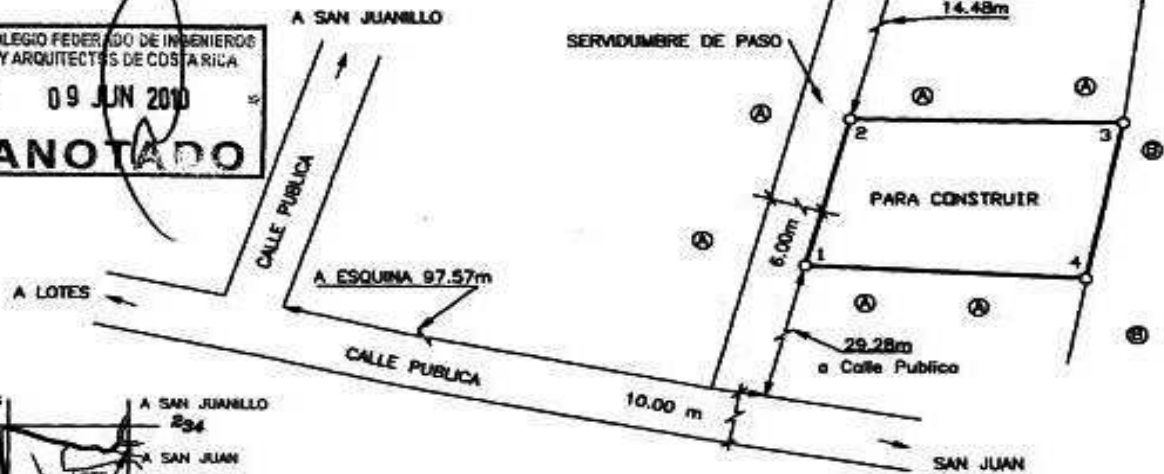 COLEGIO FEDERADO DE INGENIEROS
Y ARQUITECTOS DE COSTA RICA
09 JUN 2010
ANOTADO
A SAN JUANILLO
SERVIDUMBRE DE PASO
14.48m
A
A
A
2
3
B
CALLE PUBLICA
PARA CONSTRUIR
A
6.00m
1
4
A ESQUINA 97.57m
A LOTES
A
A
B
29.28m
a Calle Publica
CALLE PUBLICA
10.00 m
A SAN JUANILLO
234
A SAN JUAN
SAN JUAN